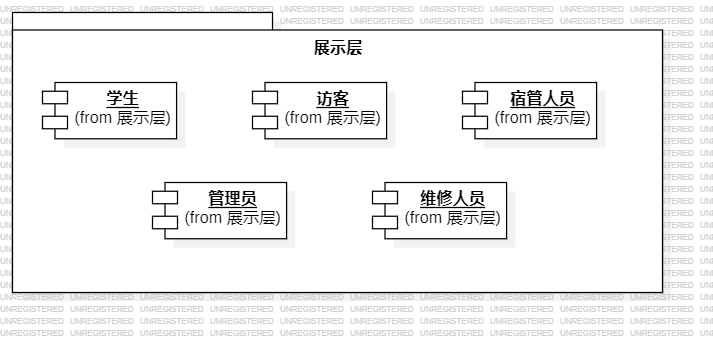 展示层
学生
(from 展示层)
访客
(from 展示层)
宿管人员
(from 展示层)
管理员
(from 展示层)
维修人员
(from 展示层)
UNREGISTERED